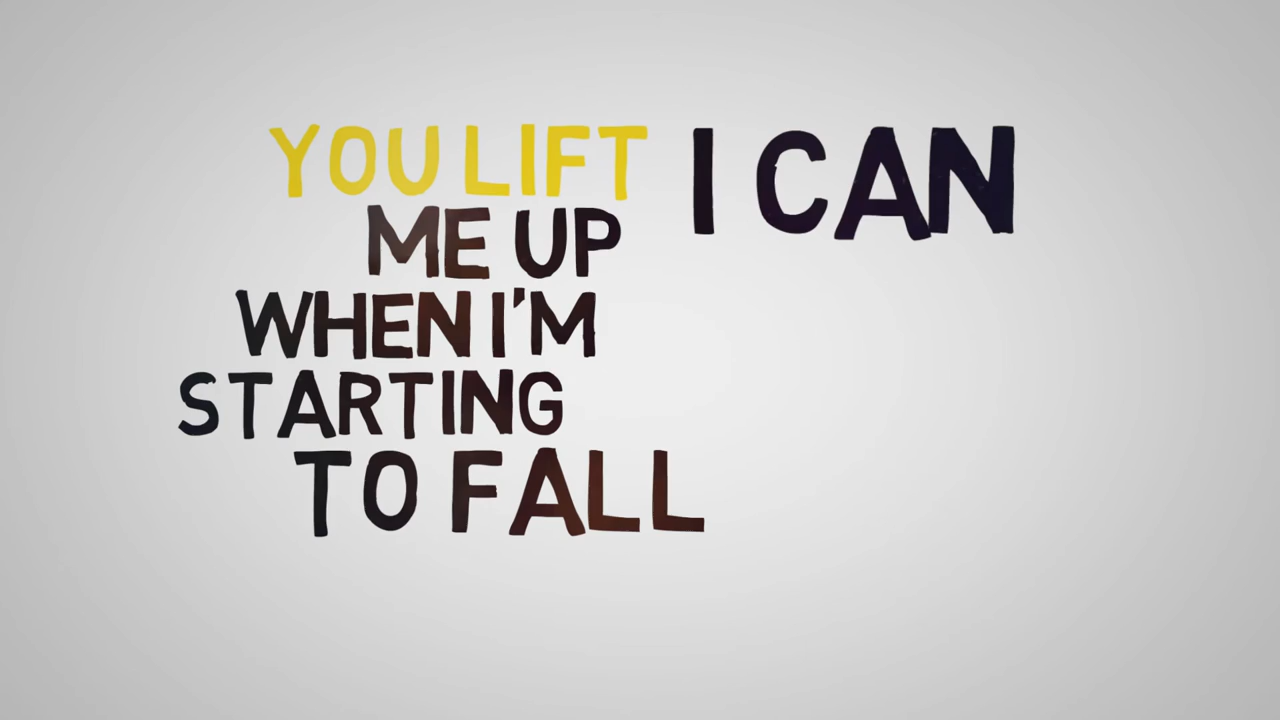 YOU LIFT
ME UP
WHEN I'M
STARTING
TO FALL
I CAN